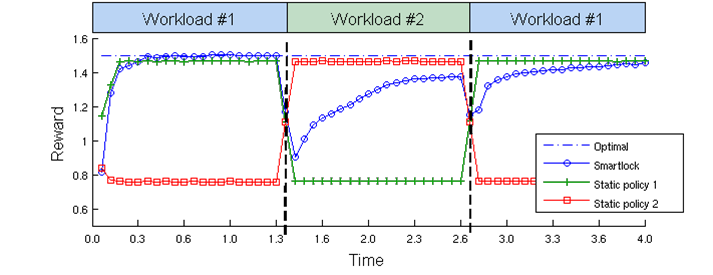 Workload #1 Workload #2 Workload #1
1.6
1.4
1.2
1
0.8
0.6
Reward
Optimal
Smartlock
Static policy 1
Static policy 2
0.0 0.3 0.6 1.0 1.3 1.6 2.0 2.3 2.6 3.0 3.3 3.6 4.0
Time